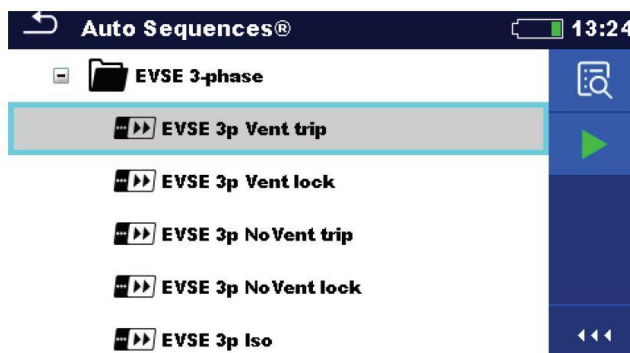 Auto Sequences® 13:24
EVSE 3-phase
EVSE 3p Vent trip
EVSE 3p Vent lock
EVSE 3p NoVent trip
EVSE 3p NoVent lock
EVSE 3p Iso